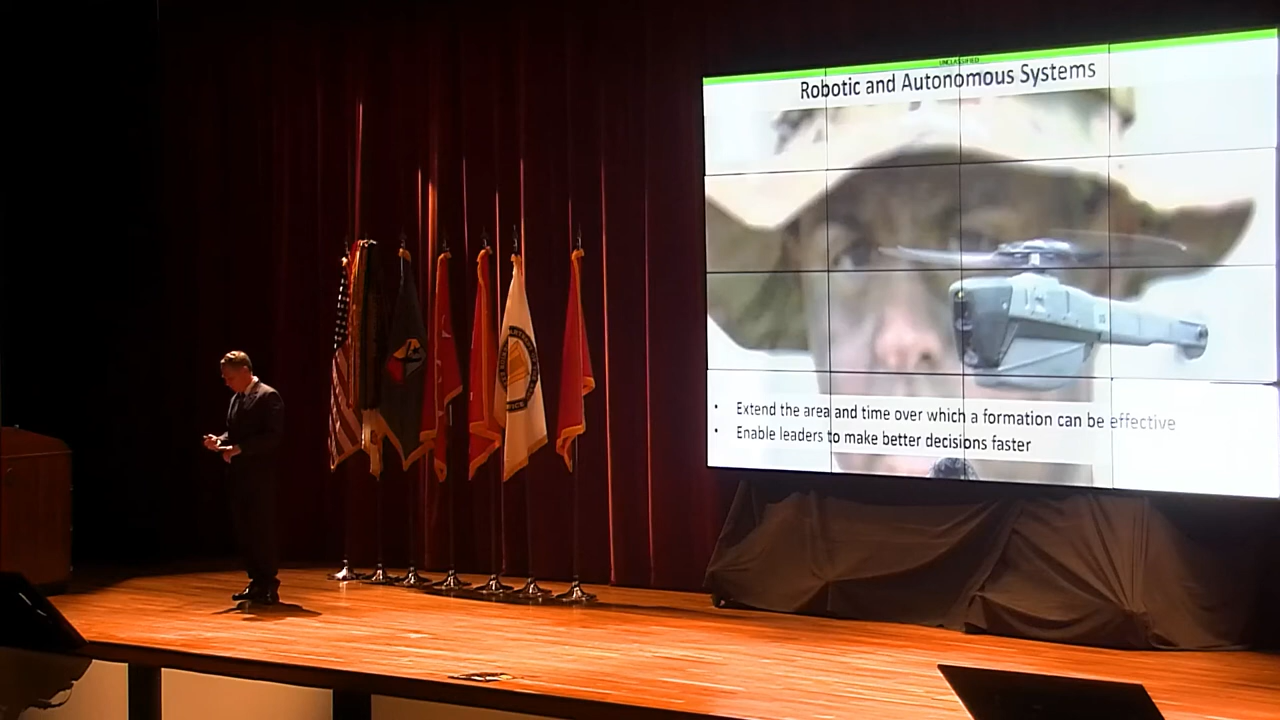 UNCLASSIFIED
Robotic and Autonomous Systems
• Extend the area and time over which a formation can be effective
• Enable leaders to make better decisions faster